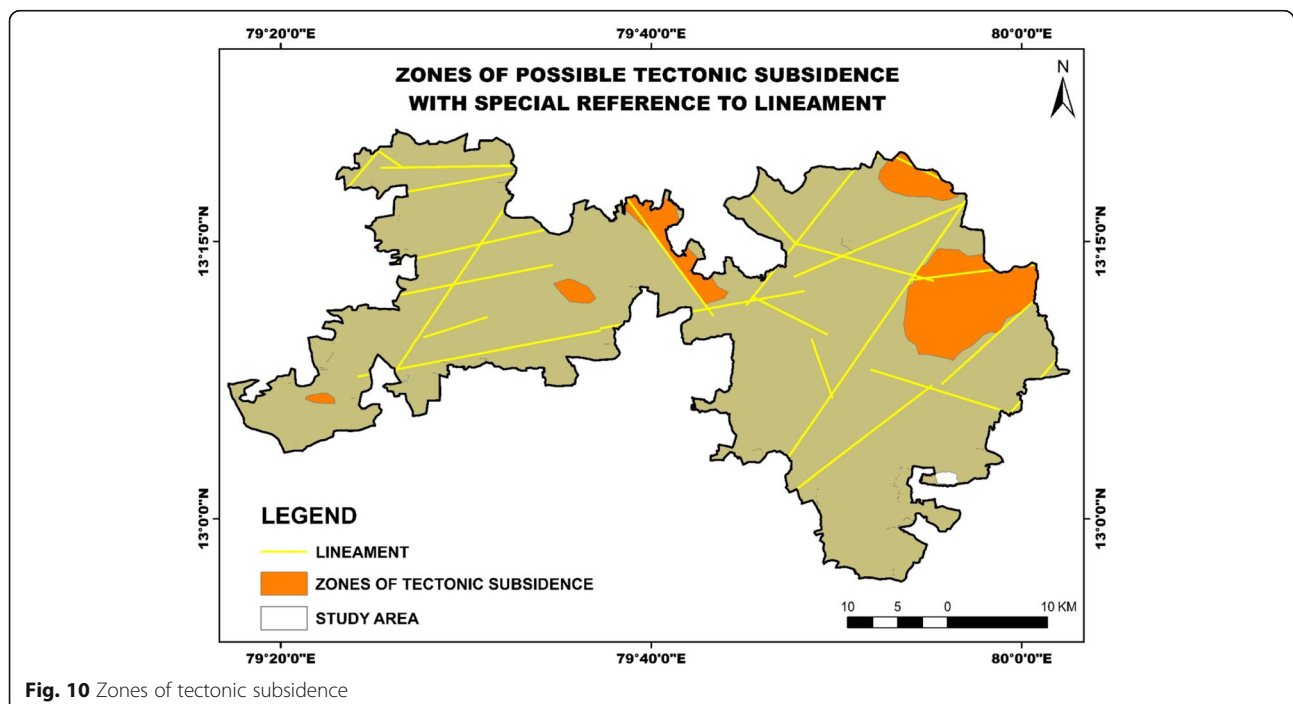 79°20'0"E 79°40'0"E 80°0'0"E
ZONES OF POSSIBLE TECTONIC SUBSIDENCE
WITH SPECIAL REFERENCE TO LINEAMENT
N
13°15'0"N 13°15'0"N
13°0'0"N 13°0'0"N
LEGEND
LINEAMENT
ZONES OF TECTONIC SUBSIDENCE
STUDY AREA
10 5 0 10 KM
79°20'0"E 79°40'0"E 80°0'0"E
Fig. 10 Zones of tectonic subsidence